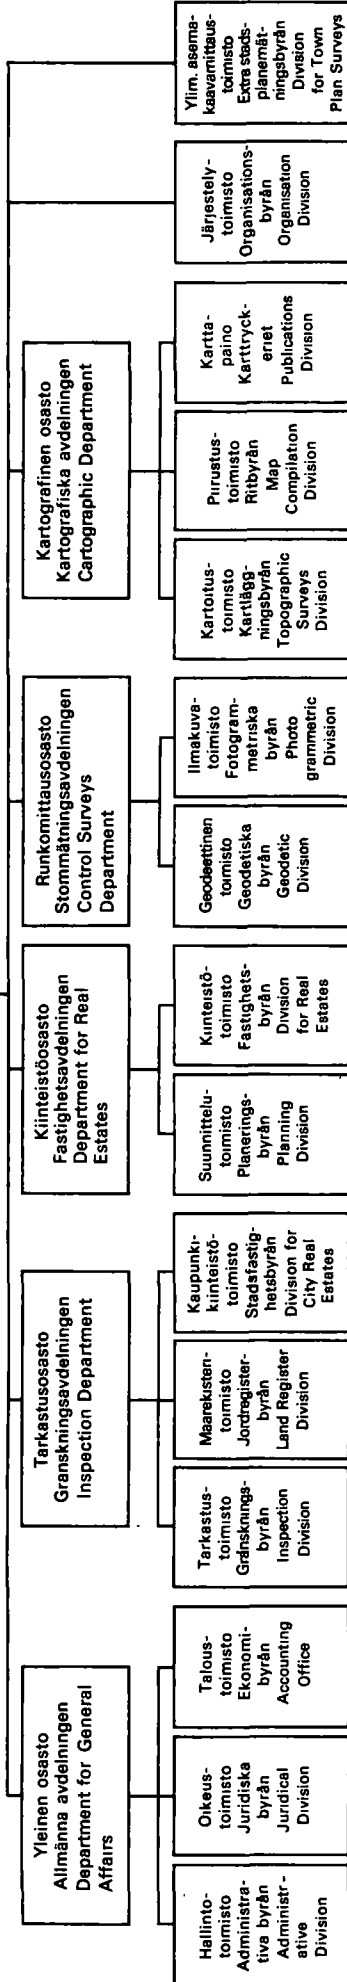 Yleinen osasto
Allmänna avdelningen
Department for General
Affairs
Tarkastusosasto
Granskningsavdelningen
Inspection Department
Kiinteistöosasto
Fastighetsavdelningen
Department for Real
Estates
Runkomittausosasto
Stommätningsavdelningen
Control Surveys
Department
Kartografinen osasto
Kartografiska avdelningen
Cartographic Department
Hallinto-
toimisto
Administra-
tiva byrån
Administr-
ative
Division
Oikeus-
toimisto
Juridiska
byrån
Juridical
Division
Talous-
toimisto
Ekonomi-
byrån
Accounting
Office
Tarkastus-
toimisto
Gränsknings-
byrån
Inspection
Division
Maarekisten-
toimisto
Jordregister-
byrån
Land Register
Division
Kaupunki-
kiinteistö-
toimisto
Stadsfastig-
hetsbyrån
Division for
City Real
Estates
Suunnittelu-
toimisto
Planerings-
byrån
Planning
Division
Kiinteistö-
toimisto
Fastighets-
byrån
Division
for Real
Estates
Geodeettinen
toimisto
Geodetiska
byrån
Geodetic
Division
Ilmakuva-
toimisto
Fotogram-
metriska
byrån
Photo
grammetric
Division
Kartoitus-
toimisto
Kartlägg-
ningsbyrån
Topographic
Surveys
Division
Piirustus-
toimisto
Ritbyrån
Map
Compilation
Division
Kartta-
paino
Karttryck-
eriet
Publications
Division
Järjestely-
toimisto
Organisations-
byrån
Organisation
Division
Ylim. asema-
kaavamittaus-
toimisto
Extra stads-
planemät-
ningsbyrån
Division
for Town
Plan Surveys